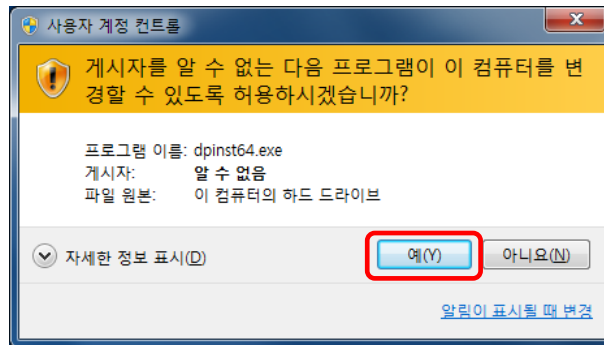 사용자 계정 컨트롤
게시자를 알 수 없는 다음 프로그램이 이 컴퓨터를 변
경할 수 있도록 허용하시겠습니까?
프로그램 이름: dpinst64.exe
게시자: 알 수 없음
파일 원본: 이 컴퓨터의 하드 드라이브
자세한 정보 표시(D) 예(Y) 아니요(N)
알림이 표시될 때 변경